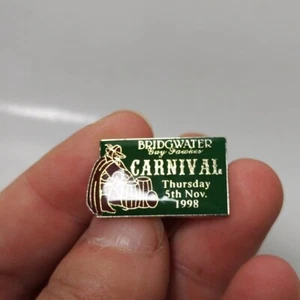 BRIDGWATER
Guy Fawkes
CARNIVAL
Thursday
5th Nov.
1998